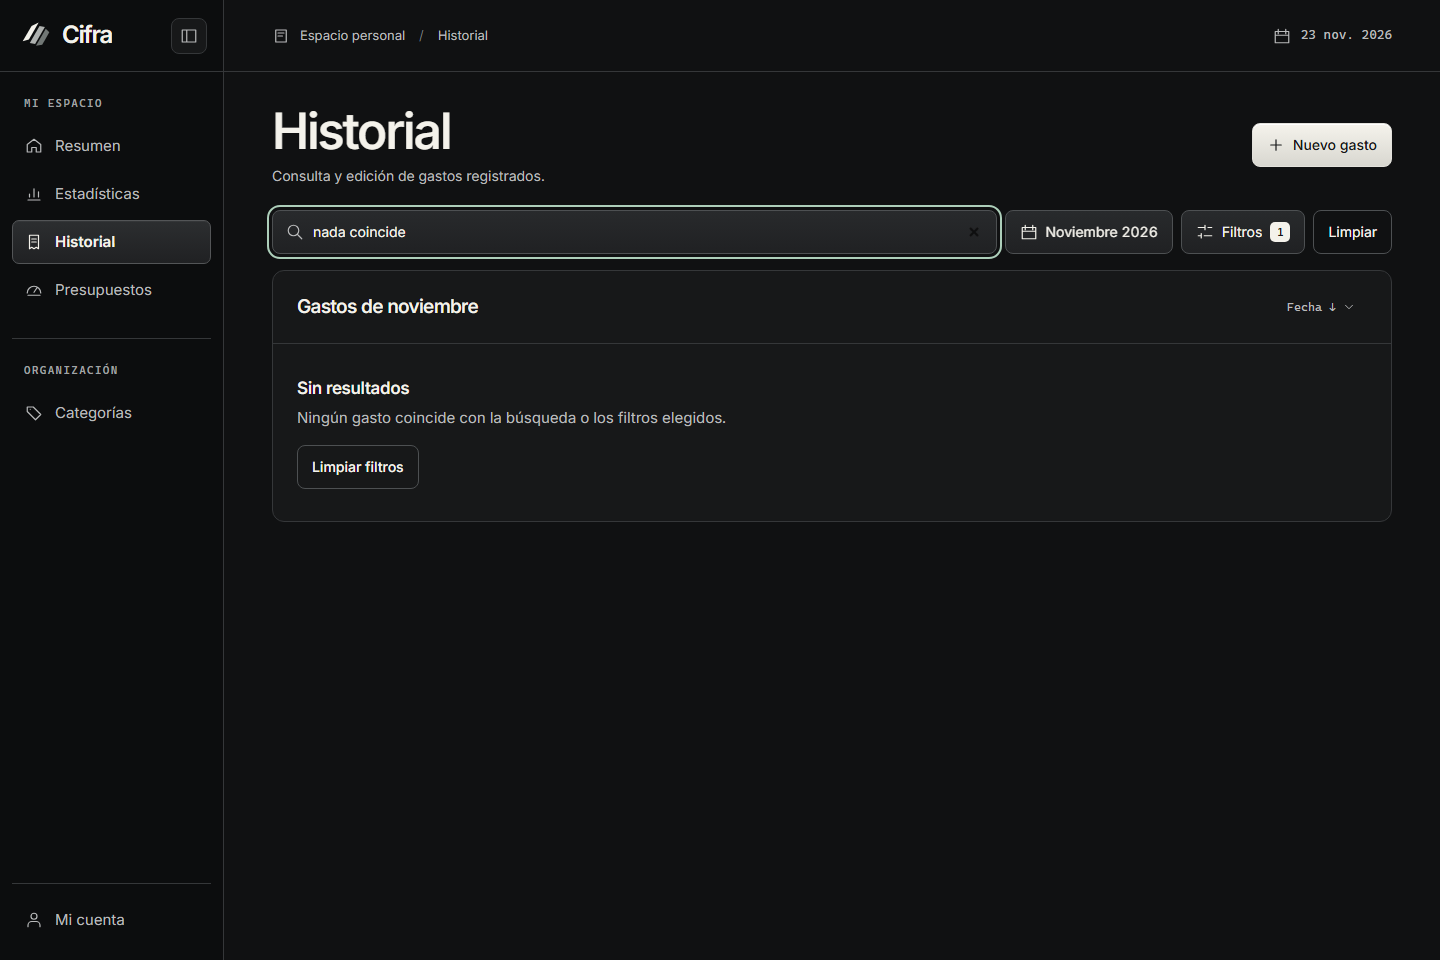 Cifra
Espacio personal / Historial
23 nov. 2026
MI ESPACIO
Resumen
Estadísticas
Historial
Presupuestos
ORGANIZACIÓN
Categorías
Mi cuenta
Historial
Consulta y edición de gastos registrados.
Nuevo gasto
nada coincide
Noviembre 2026
Filtros 1
Limpiar
Gastos de noviembre
Fecha ↓
Sin resultados
Ningún gasto coincide con la búsqueda o los filtros elegidos.
Limpiar filtros